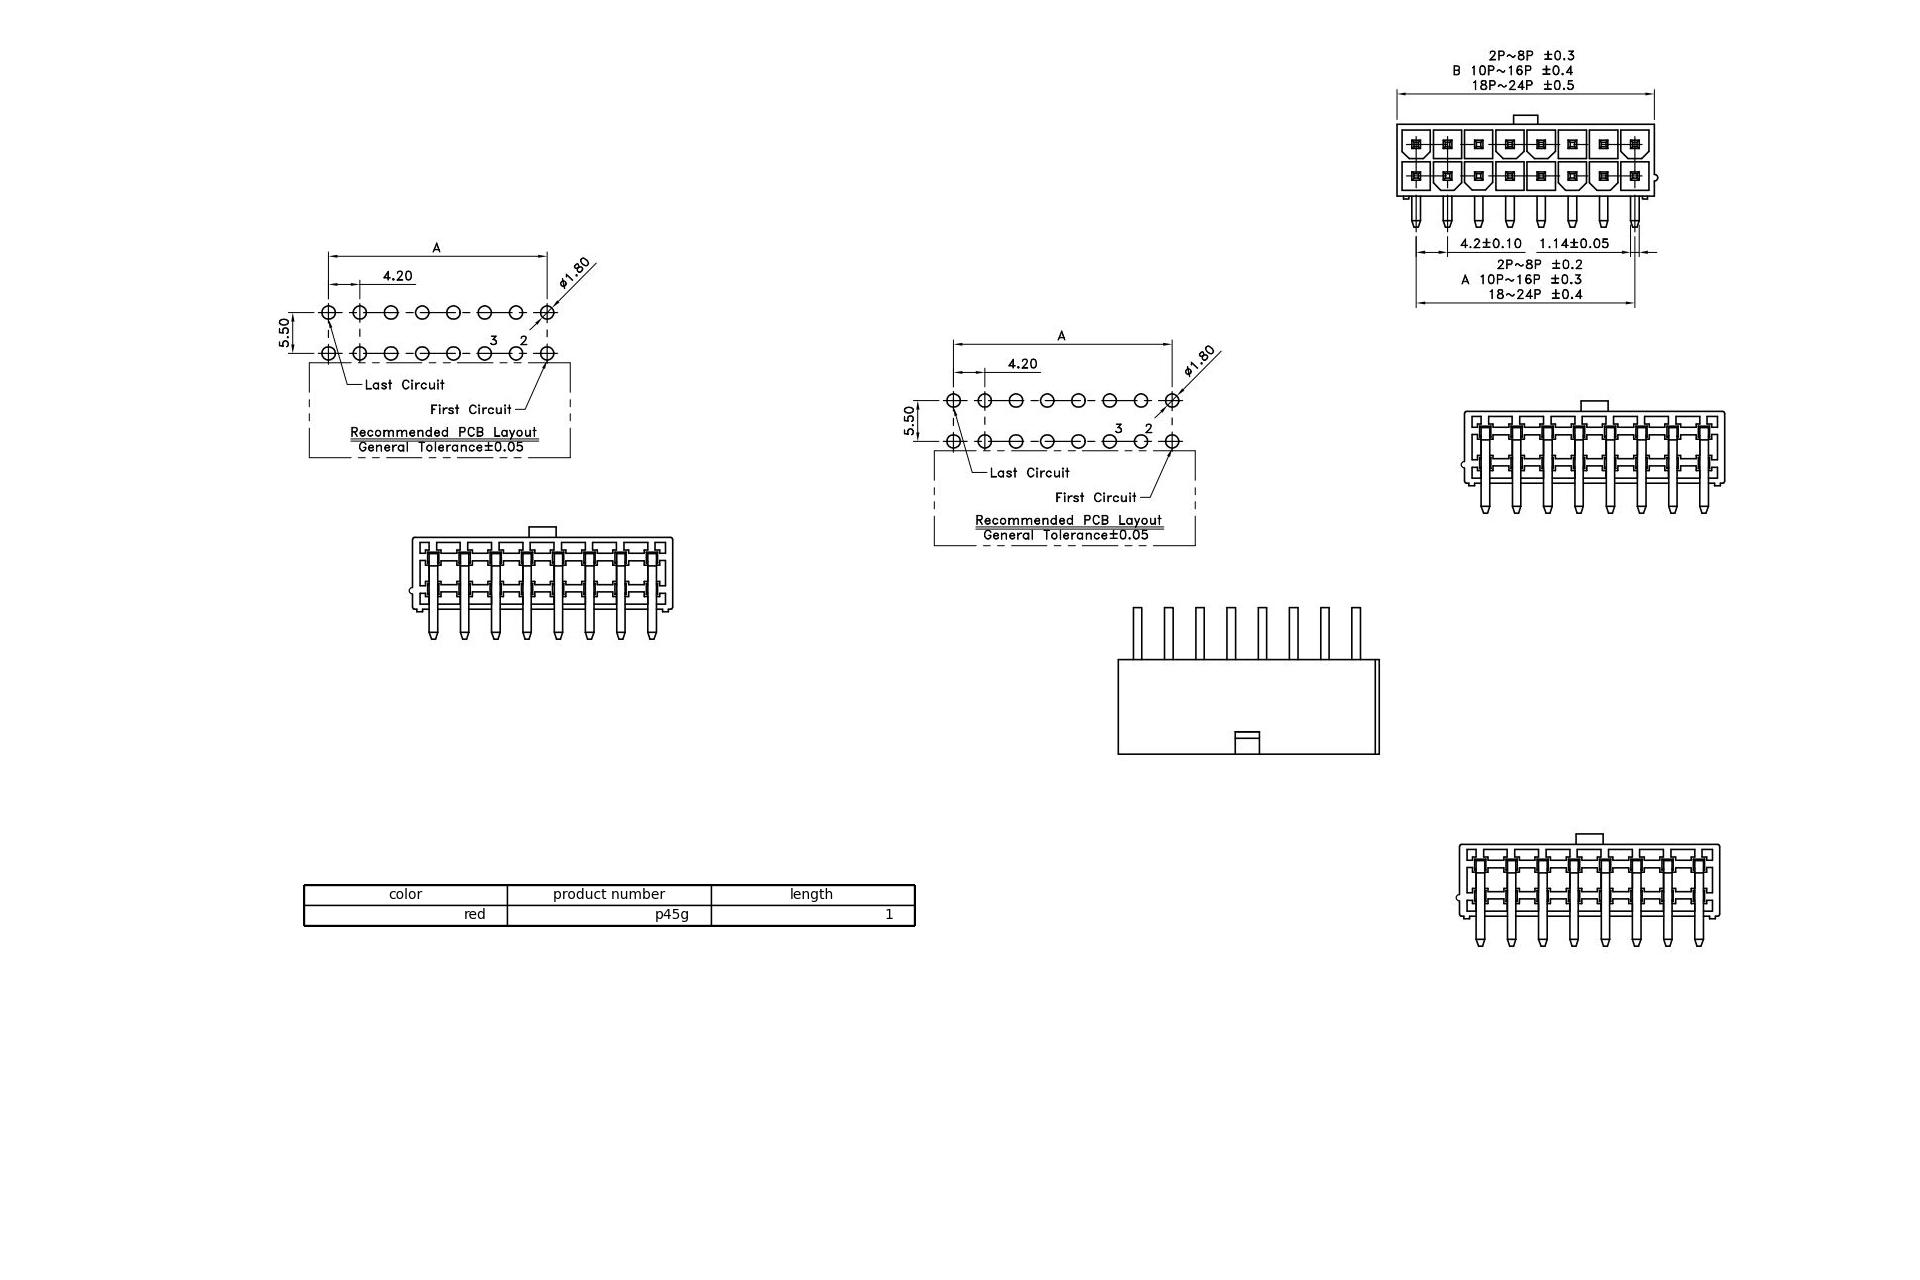 2P~8P ±0.3
B 10P~16P ±0.4
18P~24P ±0.5
4.2±0.10 1.14±0.05
2P~8P ±0.2
A 10P~16P ±0.3
18~24P ±0.4
A
4.20
ø1.80
5.50
3 2
Last Circuit
First Circuit
Recommended PCB Layout
General Tolerance±0.05
A
4.20
ø1.80
5.50
3 2
Last Circuit
First Circuit
Recommended PCB Layout
General Tolerance±0.05
color product number length
red p45g 1